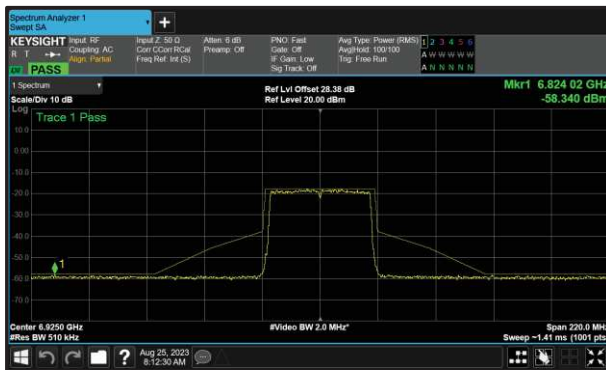 Spectrum Analyzer 1
Swept SA
+
KEYSIGHT
R T
PASS
Input: RF
Coupling: AC
Align: Partial
Input Z: 50 Ω
Corr CCorr RCal
Freq Ref: Int (S)
Atten: 6 dB
Preamp: Off
PNO: Fast
Gate: Off
IF Gain: Low
Sig Track: Off
Avg Type: Power (RMS)
Avg|Hold: 100/100
Trig: Free Run
1 2 3 4 5 6
A W W W W W
A N N N N N
1 Spectrum
Scale/Div 10 dB
Ref Lvl Offset 28.38 dB
Ref Level 20.00 dBm
Mkr1 6.824 02 GHz
-58.340 dBm
Log
Trace 1 Pass
10.0
0.00
-10.0
-20.0
-30.0
-40.0
-50.0
-60.0
-70.0
1
Center 6.9250 GHz
#Res BW 510 kHz
#Video BW 2.0 MHz*
Span 220.0 MHz
Sweep ~1.41 ms (1001 pts)
?
Aug 25, 2023
8:12:30 AM